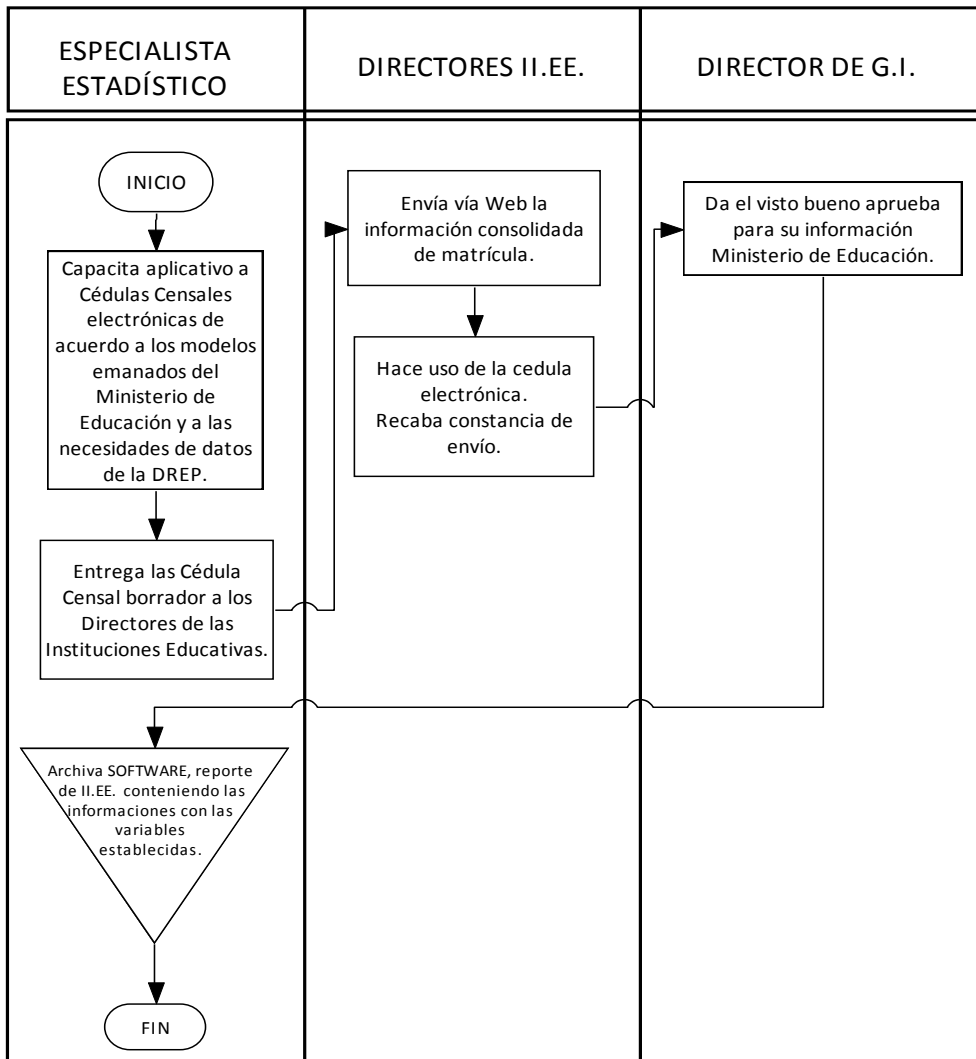 ESPECIALISTA
ESTADÍSTICO
DIRECTORES II.EE.
DIRECTOR DE G.I.
INICIO
Capacita aplicativo a
Cédulas Censales
electrónicas de
acuerdo a los modelos
emanados del
Ministerio de
Educación y a las
necesidades de datos
de la DREP.
Entrega las Cédula
Censal borrador a los
Directores de las
Instituciones Educativas.
Envía vía Web la
información consolidada
de matrícula.
Hace uso de la cedula
electrónica.
Recaba constancia de
envío.
Da el visto bueno aprueba
para su información
Ministerio de Educación.
Archiva SOFTWARE, reporte
de II.EE. conteniendo las
informaciones con las
variables
establecidas.
FIN